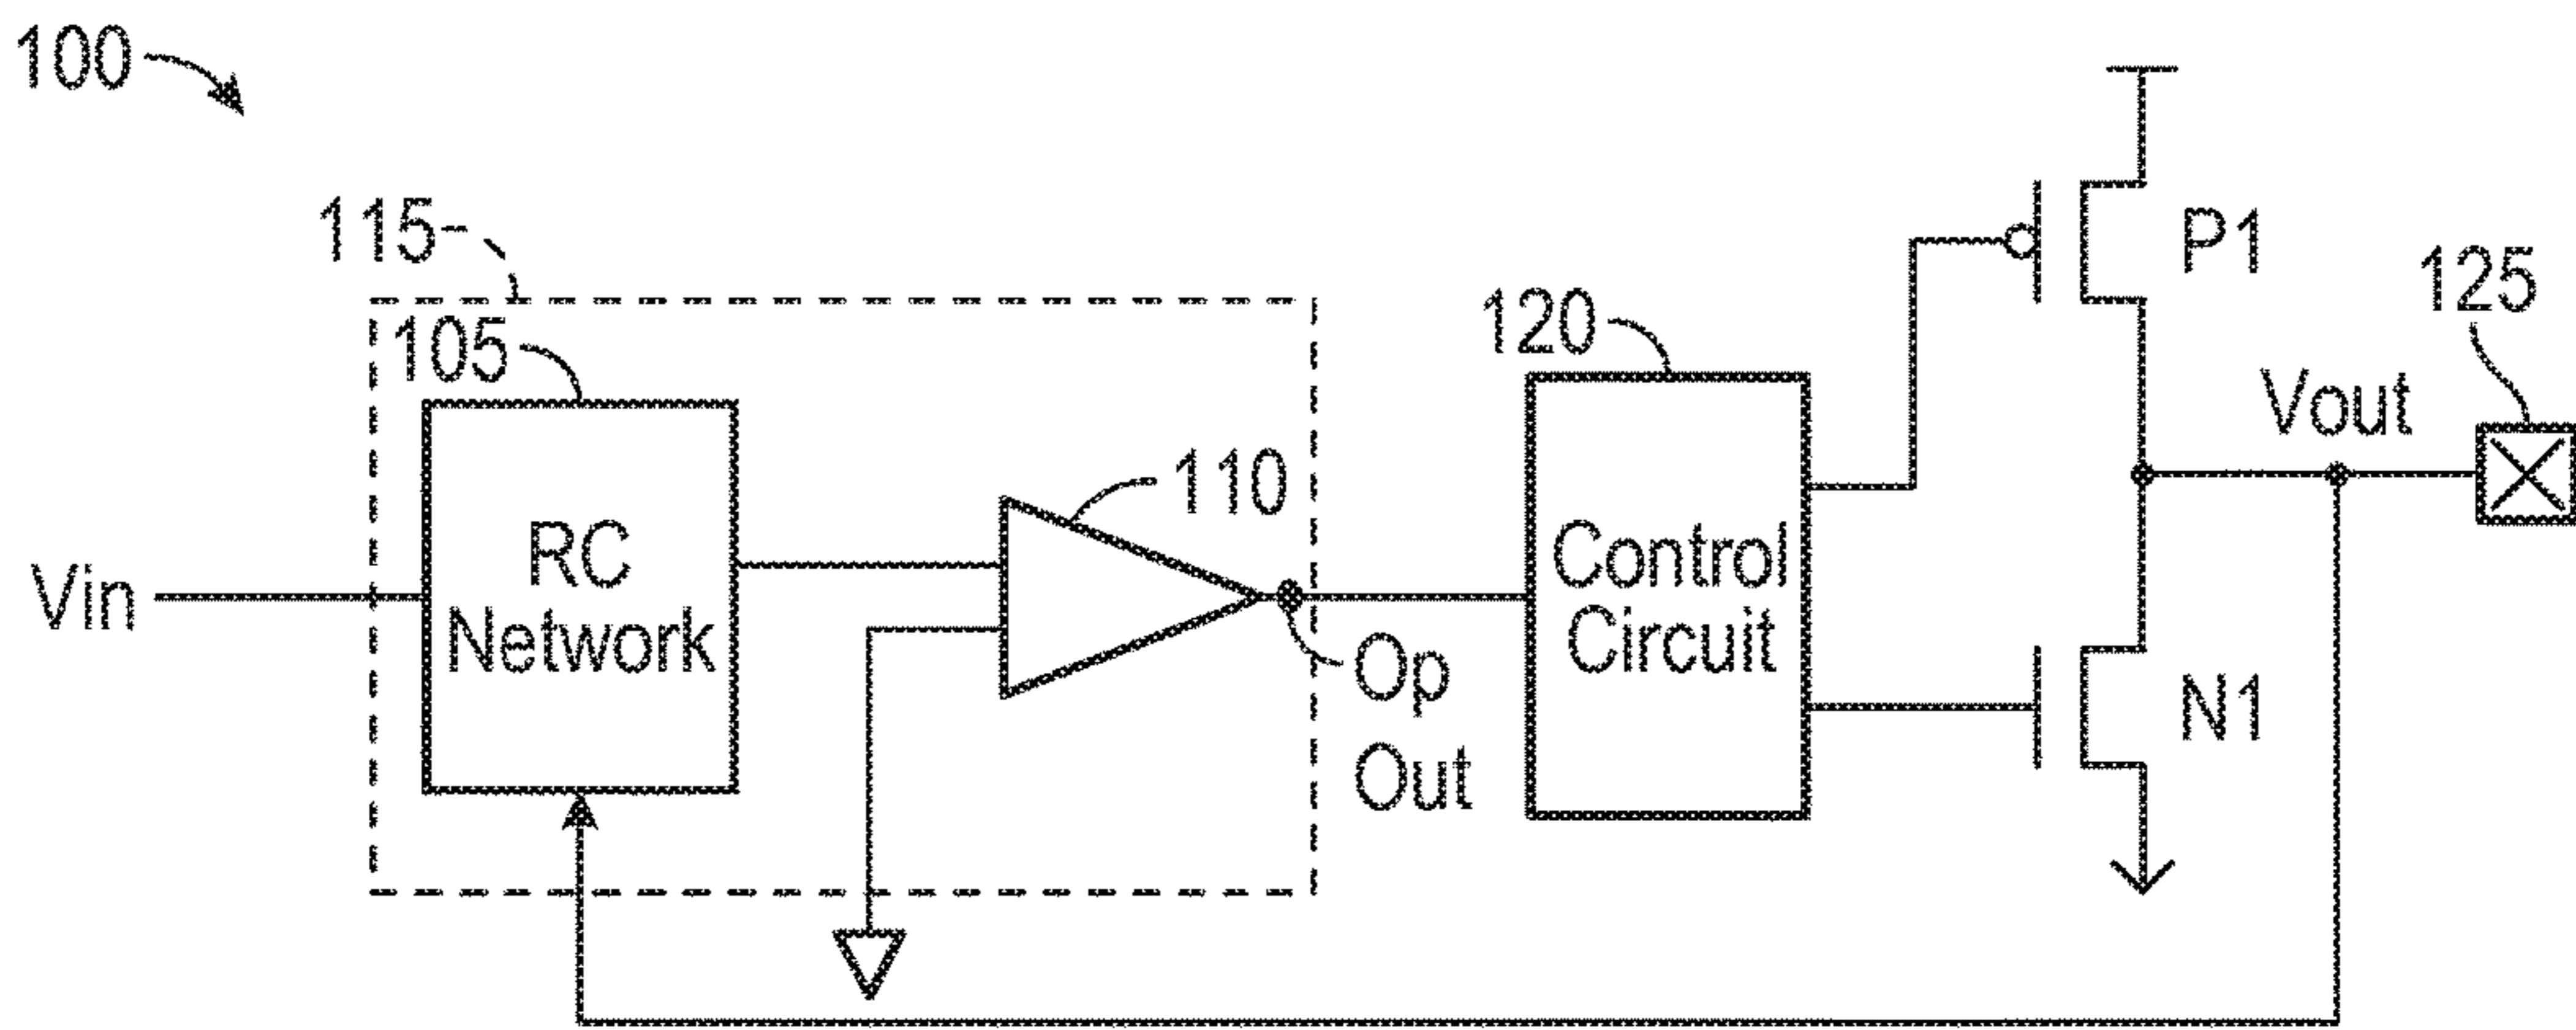 100
115
105
RC
Network
Vin
110
Op
Out
120
Control
Circuit
P1
125
Vout
N1